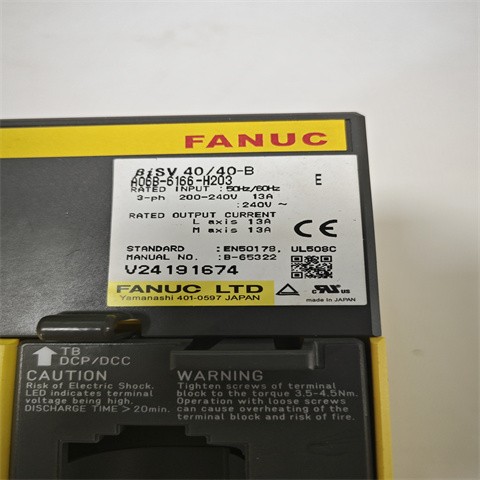 FANUC
βiSV 40/40-B
A06B-6166-H203 E
RATED INPUT : 50Hz/60Hz
3-ph 200-240V 13A
:240V ~
RATED OUTPUT CURRENT
L axis 13A
M axis 13A
CE
STANDARD : EN50178, UL508C
MANUAL NO. : B-65322
V24191674
FANUC LTD
Yamanashi 401-0597 JAPAN
c UL us
MADE IN JAPAN
TB
DCP/DCC
CAUTION
Risk of Electric Shock.
LED indicates terminal
voltage being high.
DISCHARGE TIME > 20min.
WARNING
Tighten screws of terminal
block to the torque 3.5-4.5Nm.
Operation with loose screws
can cause overheating of the
terminal block and risk of fire.